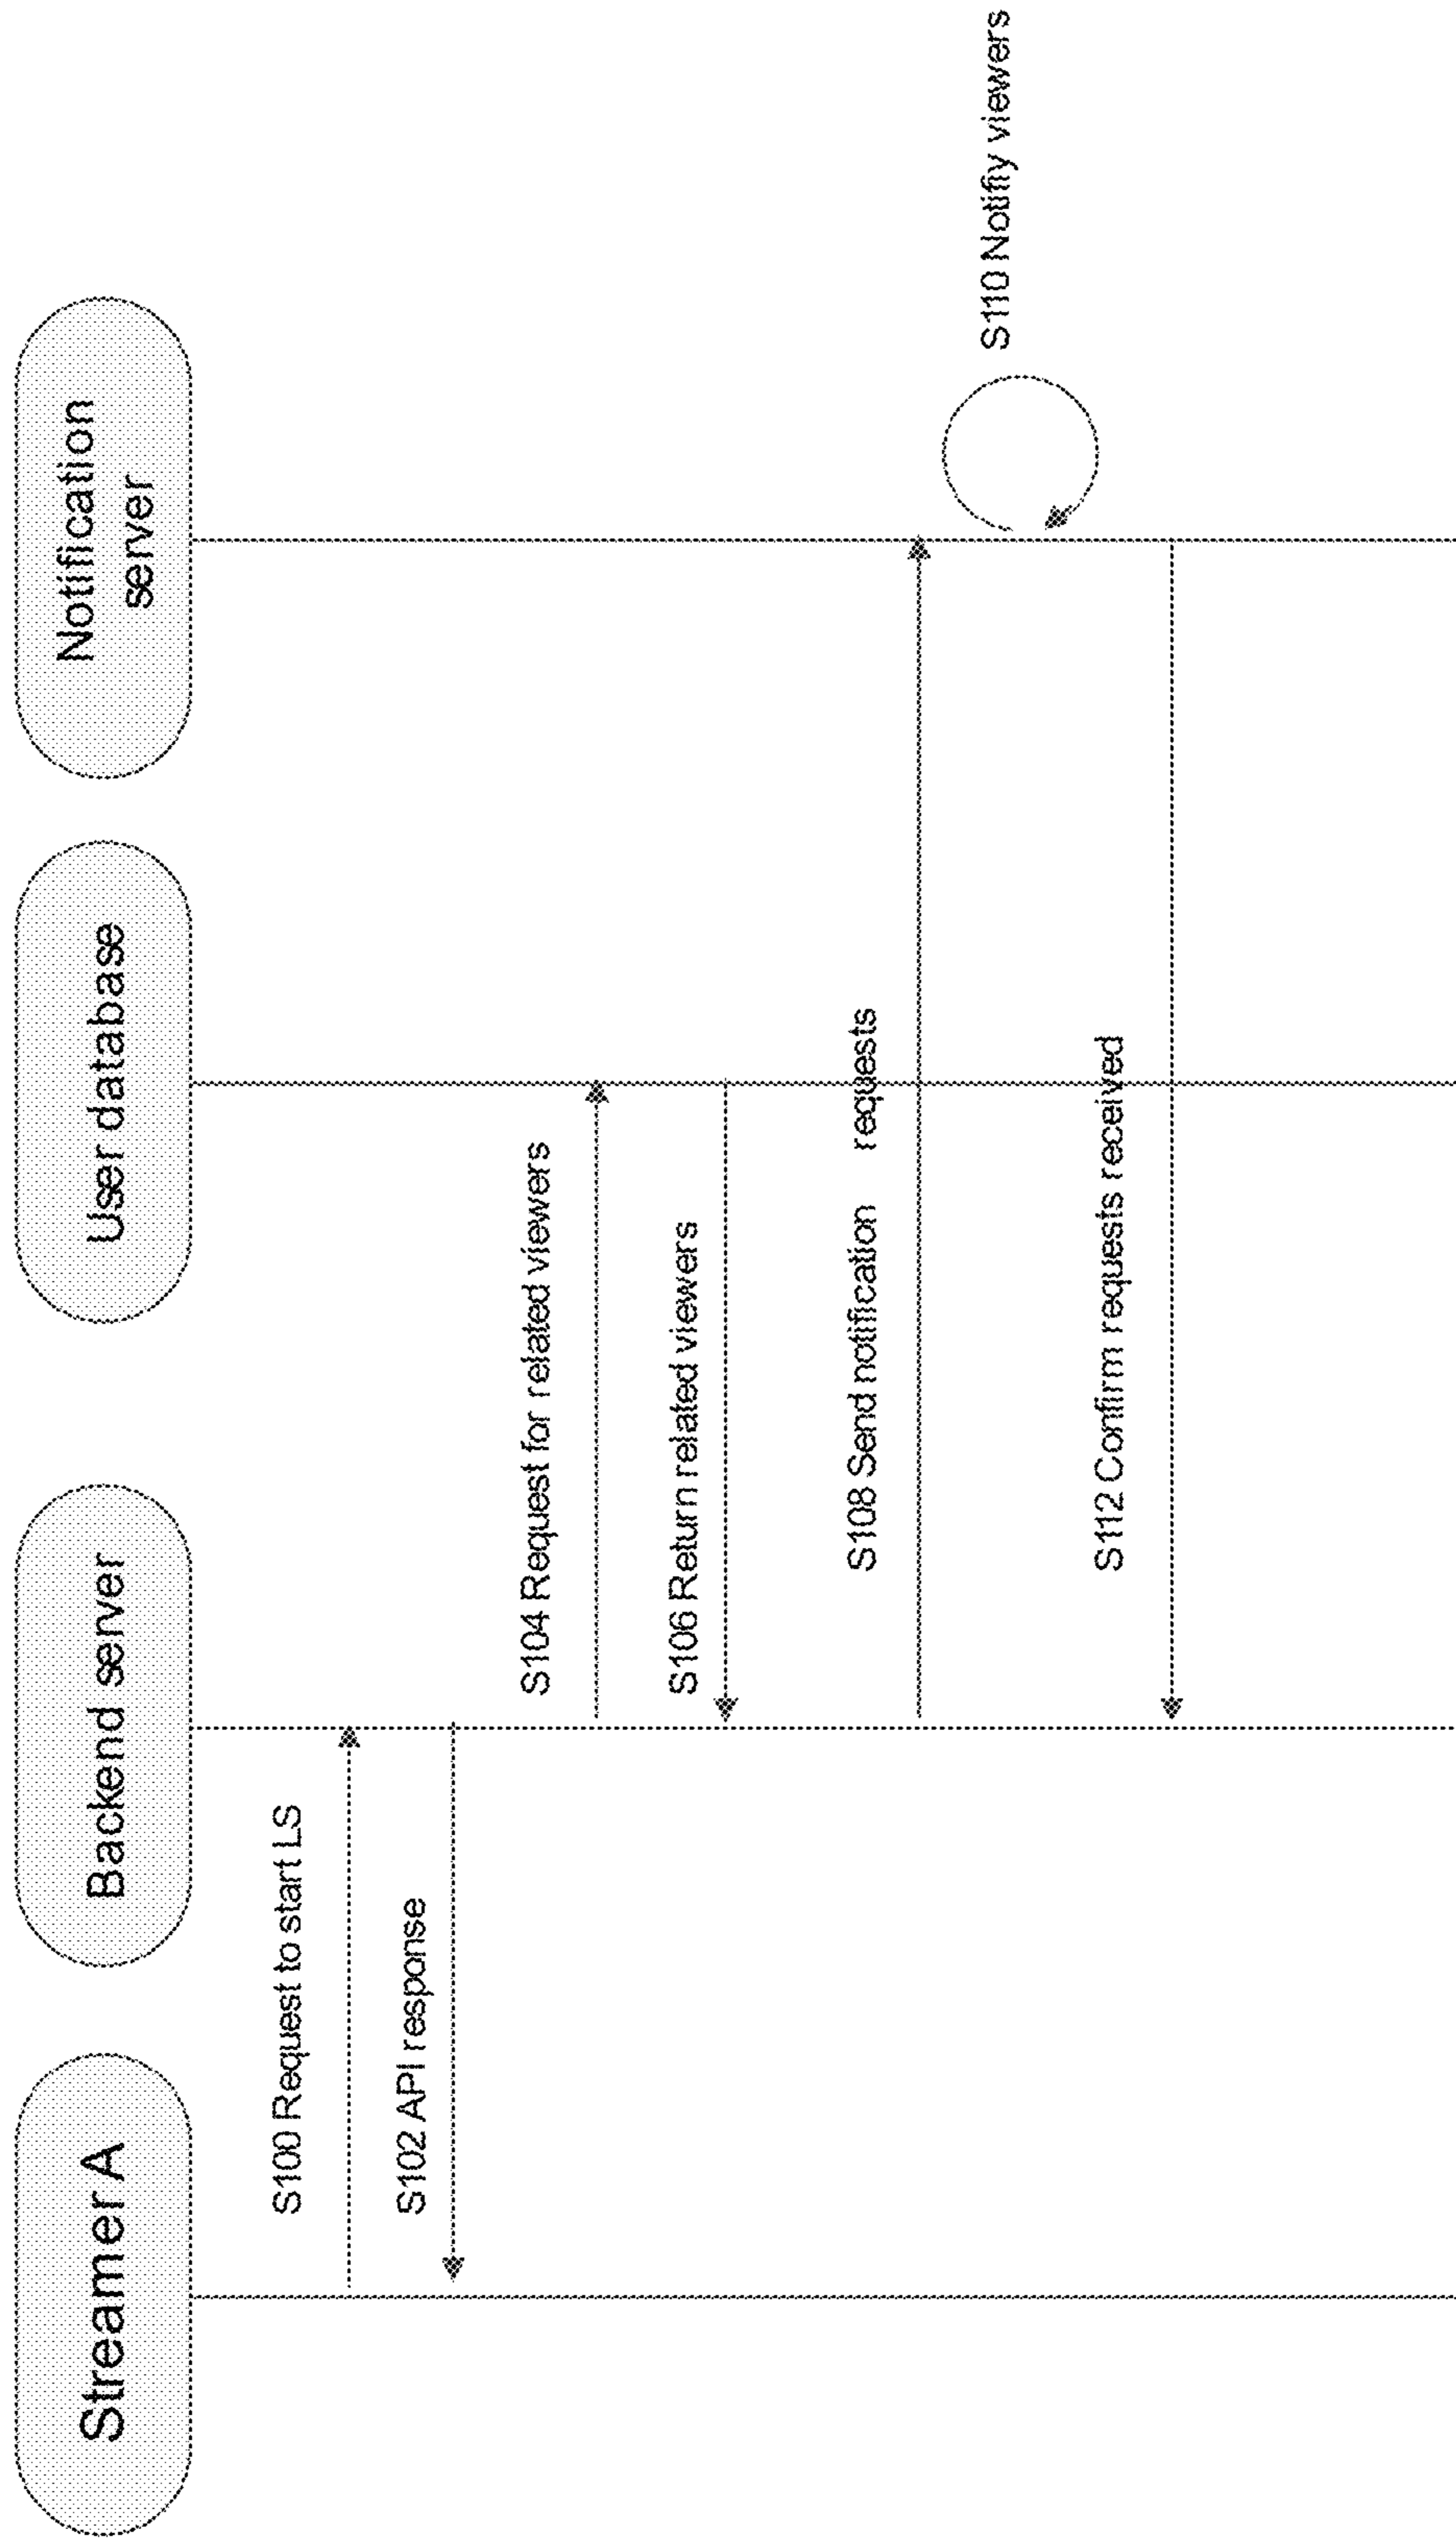 Streamer A
Backend server
User database
Notification
server
S100 Request to start LS
S102 API response
S104 Request for related viewers
S106 Return related viewers
S108 Send notification requests
S110 Notifiy viewers
S112 Confirm requests received